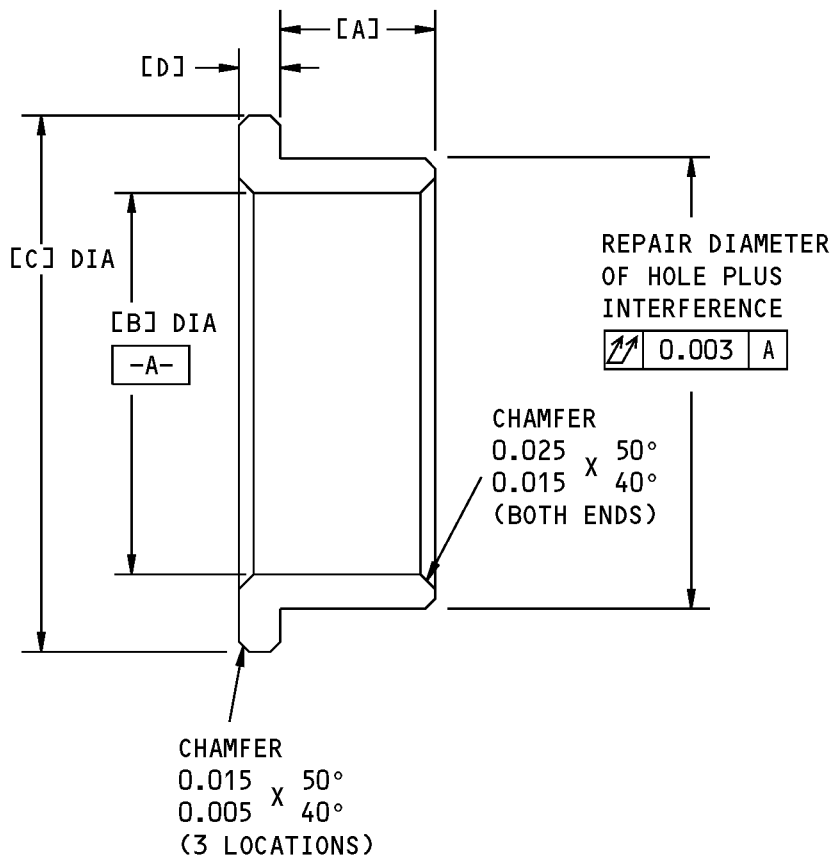 [A]
[D]
[C] DIA
[B] DIA
-A-
REPAIR DIAMETER
OF HOLE PLUS
INTERFERENCE
0.003 A
CHAMFER
0.025 X 50°
0.015 40°
(BOTH ENDS)
CHAMFER
0.015 X 50°
0.005 40°
(3 LOCATIONS)